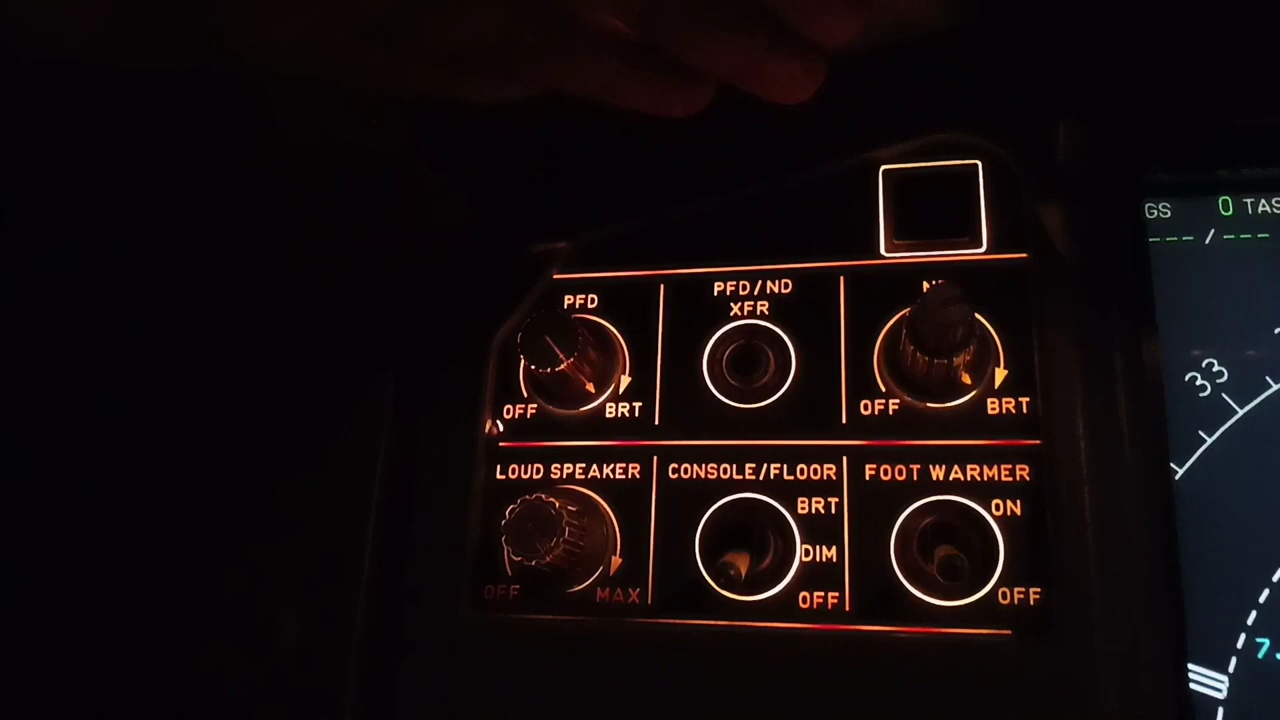 GS 0 TAS
---/---
PFD
PFD/ND
XFR
OFF BRT
OFF BRT
33
LOUD SPEAKER
CONSOLE/FLOOR
FOOT WARMER
BRT
DIM
OFF
ON
OFF
OFF MAX